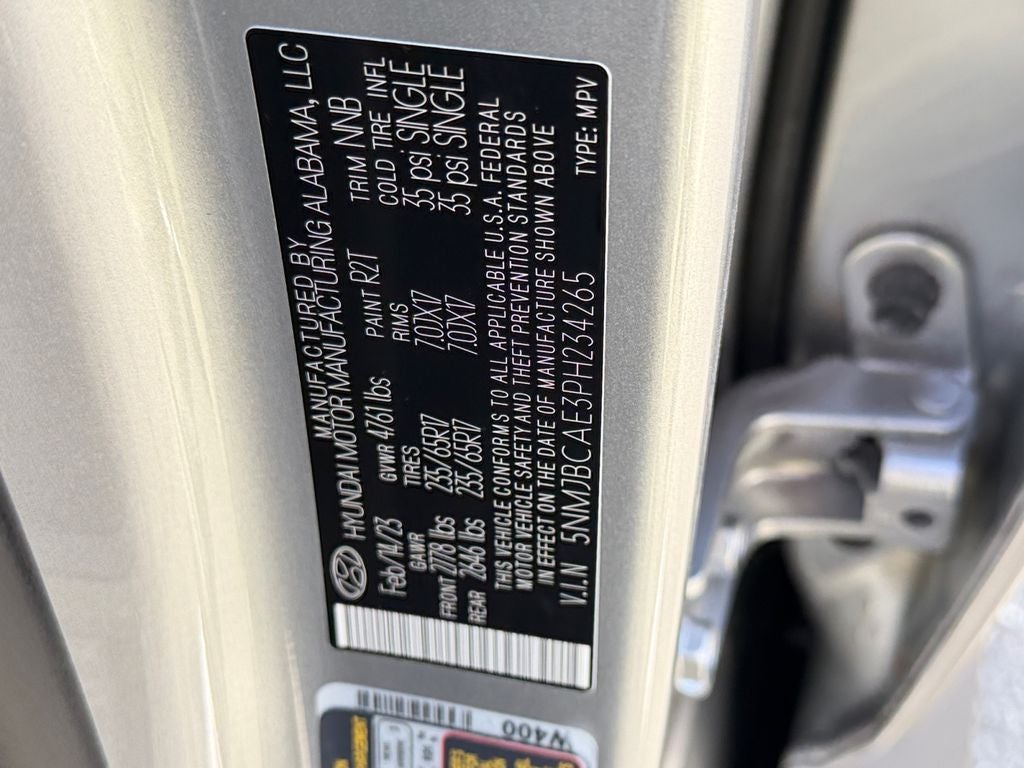 MANUFACTURED BY
HYUNDAI MOTOR MANUFACTURING ALABAMA, LLC
Feb/14/23 GVWR 4761 lbs PAINT R2T TRIM NNB
GAWR TIRES RIMS COLD TIRE INFL
FRONT 2778 lbs 235/65R17 7.0JX17 35 psi SINGLE
REAR 2646 lbs 235/65R17 7.0JX17 35 psi SINGLE
THIS VEHICLE CONFORMS TO ALL APPLICABLE U.S.A. FEDERAL
MOTOR VEHICLE SAFETY AND THEFT PREVENTION STANDARDS
IN EFFECT ON THE DATE OF MANUFACTURE SHOWN ABOVE
V.I.N 5NMJBCAE3PH234265 TYPE: MPV